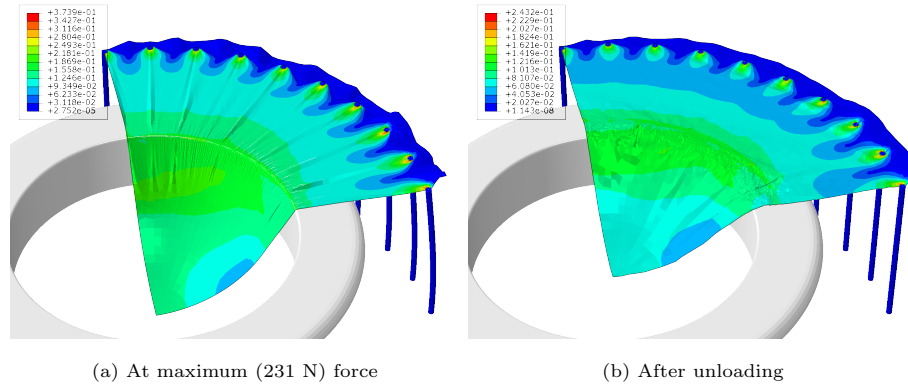 +3.739e-01
+3.427e-01
+3.116e-01
+2.804e-01
+2.493e-01
+2.181e-01
+1.869e-01
+1.558e-01
+1.246e-01
+9.349e-02
+6.233e-02
+3.118e-02
+2.752e-05
+2.432e-01
+2.229e-01
+2.027e-01
+1.824e-01
+1.621e-01
+1.419e-01
+1.216e-01
+1.013e-01
+8.107e-02
+6.080e-02
+4.053e-02
+2.027e-02
+1.143e-08
(a) At maximum (231 N) force
(b) After unloading